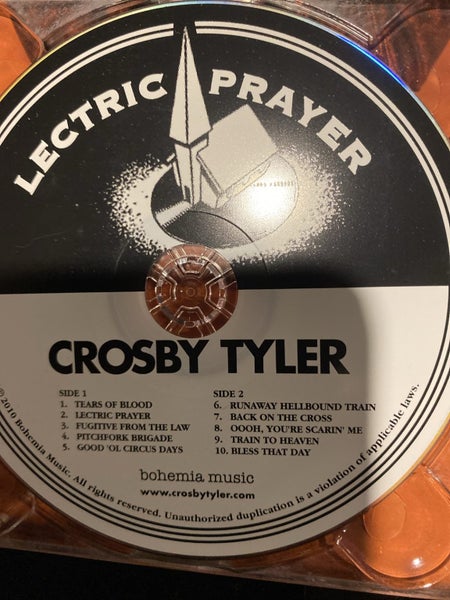 LECTRIC PRAYER
CROSBY TYLER
SIDE 1
1. TEARS OF BLOOD
2. LECTRIC PRAYER
3. FUGITIVE FROM THE LAW
4. PITCHFORK BRIGADE
5. GOOD 'OL CIRCUS DAYS
SIDE 2
6. RUNAWAY HELLBOUND TRAIN
7. BACK ON THE CROSS
8. OOOH, YOU'RE SCARIN' ME
9. TRAIN TO HEAVEN
10. BLESS THAT DAY
bohemia music
www.crosbytyler.com
℗ 2010 Bohemia Music. All rights reserved. Unauthorized duplication is a violation of applicable laws.